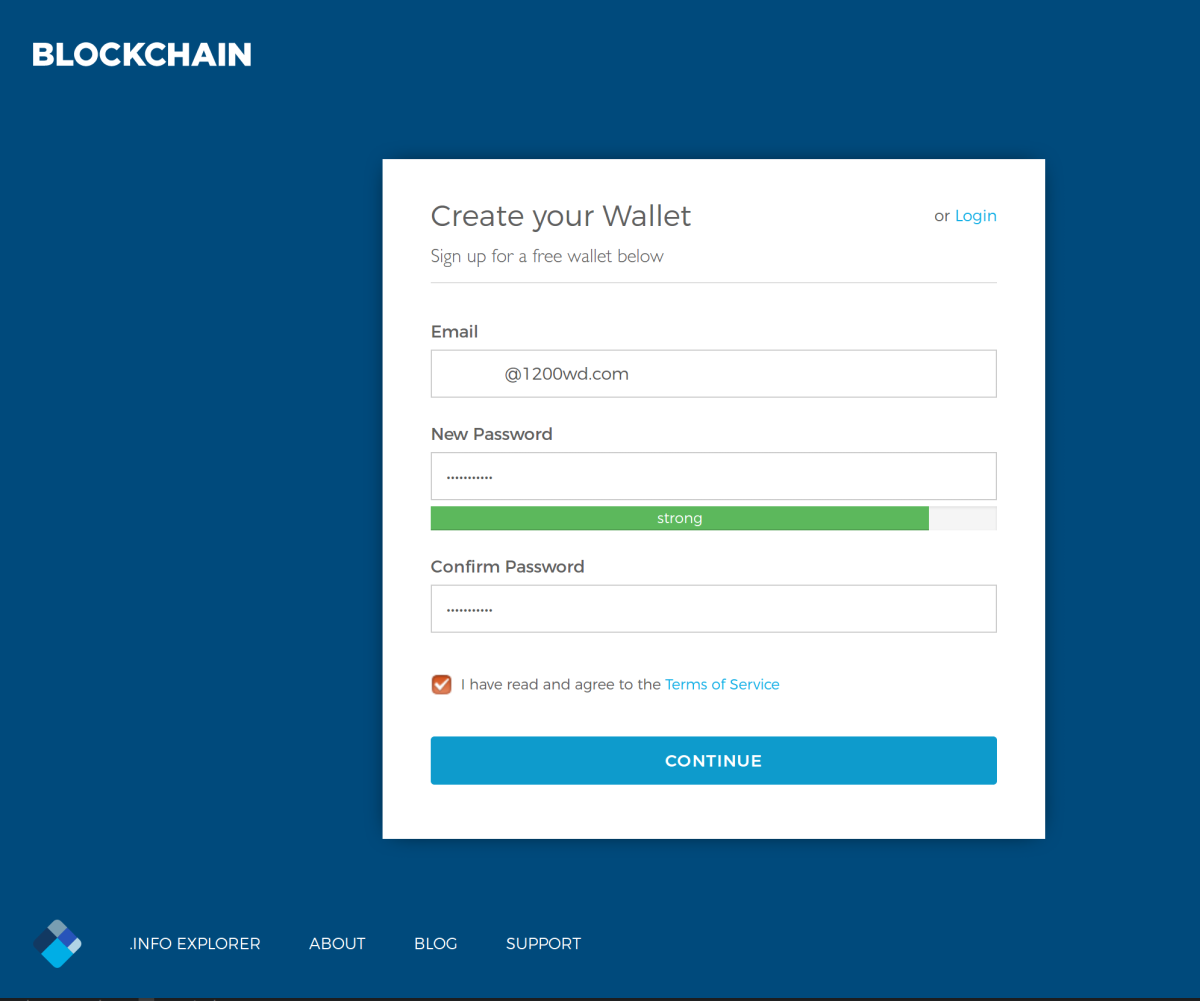 BLOCKCHAIN
Create your Wallet
or Login
Sign up for a free wallet below
Email
@1200wd.com
New Password
•••••••••••
strong
Confirm Password
•••••••••••
I have read and agree to the Terms of Service
CONTINUE
.INFO EXPLORER ABOUT BLOG SUPPORT